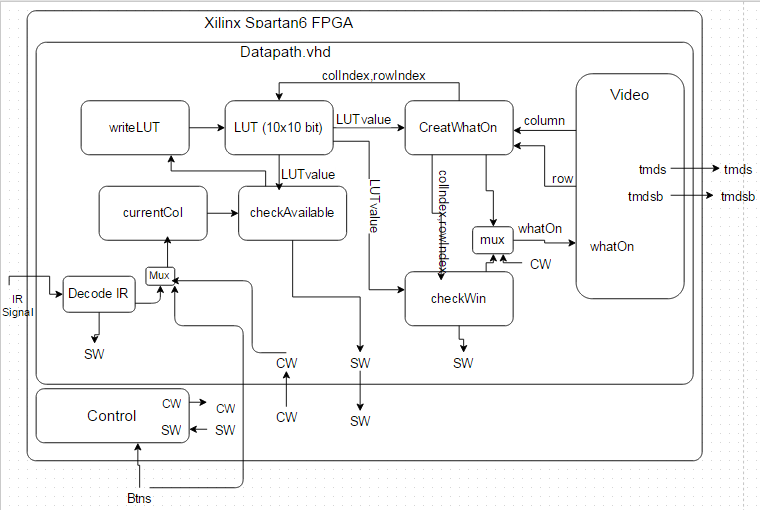 Xilinx Spartan6 FPGA
Datapath.vhd
colIndex,rowIndex
Video
writeLUT
LUT (10x10 bit)
LUTvalue
CreatWhatOn
column
LUTvalue
row
tmds
tmds
tmdsb
tmdsb
currentCol
checkAvailable
LUTvalue
colIndex,rowIndex
mux
whatOn
whatOn
CW
Mux
IR
Signal
Decode IR
checkWin
SW
CW
SW
SW
Control
CW
CW
SW
SW
CW
SW
Btns